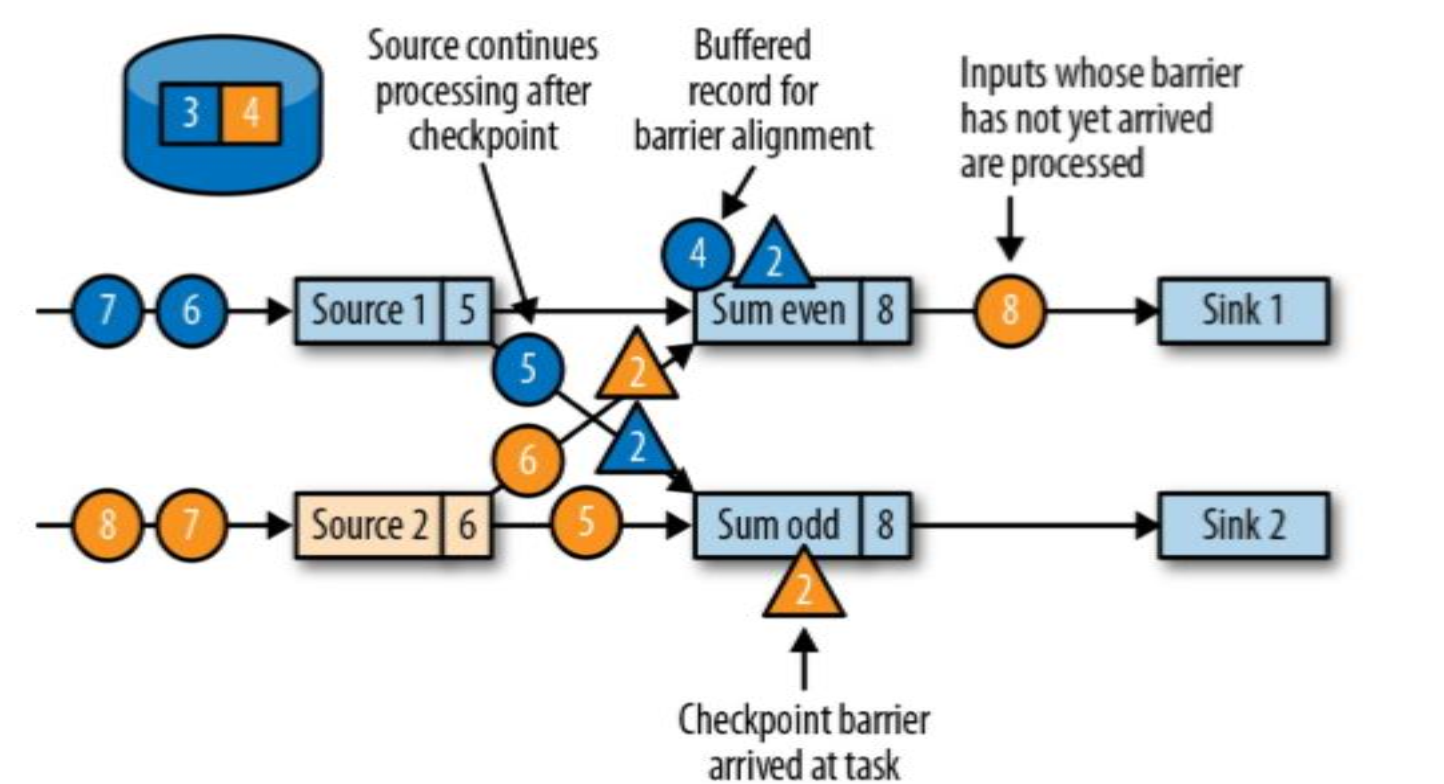 Source continues
processing after
checkpoint
Buffered
record for
barrier alignment
Inputs whose barrier
has not yet arrived
are processed
3 4
4 2
7 6 Source 1 5 Sum even 8 8 Sink 1
5 2
6 2
8 7 Source 2 6 5 Sum odd 8 Sink 2
2
Checkpoint barrier
arrived at task